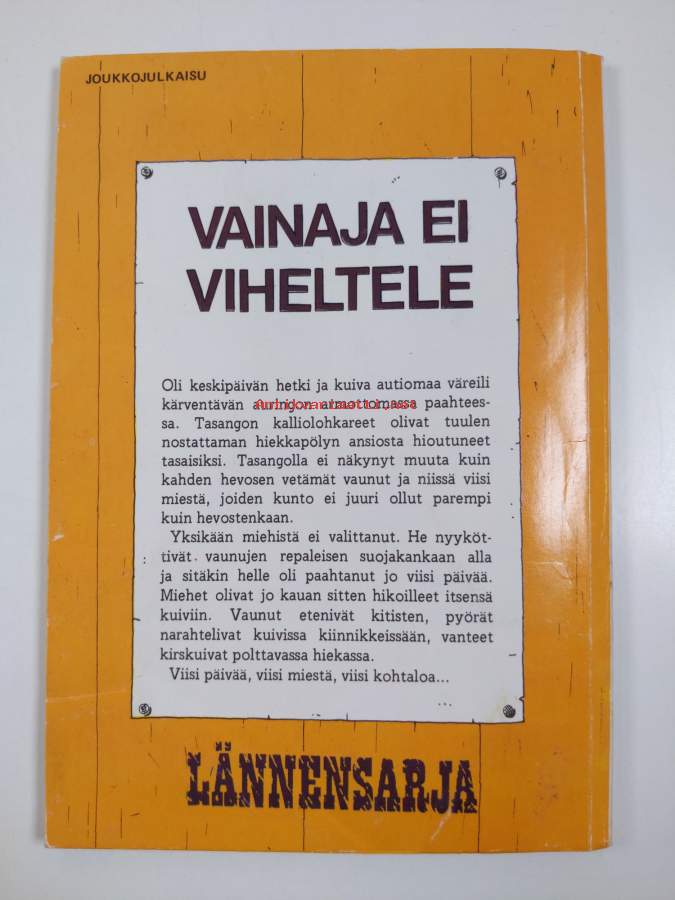 JOUKKOJULKAISU
VAINAJA EI
VIHELTELE
Oli keskipäivän hetki ja kuiva autiomaa väreili
kärventävän auringon armottomassa paahtees-
sa. Tasangon kalliolohkareet olivat tuulen
nostattaman hiekkapölyn ansiosta hioutuneet
tasaisiksi. Tasangolla ei näkynyt muuta kuin
kahden hevosen vetämät vaunut ja niissä viisi
miestä, joiden kunto ei juuri ollut parempi
kuin hevostenkaan.
Yksikään miehistä ei valittanut. He nyyköt-
tivät vaunujen repaleisen suojakankaan alla
ja sitäkin helle oli paahtanut jo viisi päivää.
Miehet olivat jo kauan sitten hikoilleet itsensä
kuiviin. Vaunut etenivät kitisten, pyörät
narahtelivat kuivissa kiinnikkeissään, vanteet
kirskuivat polttavassa hiekassa.
Viisi päivää, viisi miestä, viisi kohtaloa...
LÄNNENSARJA